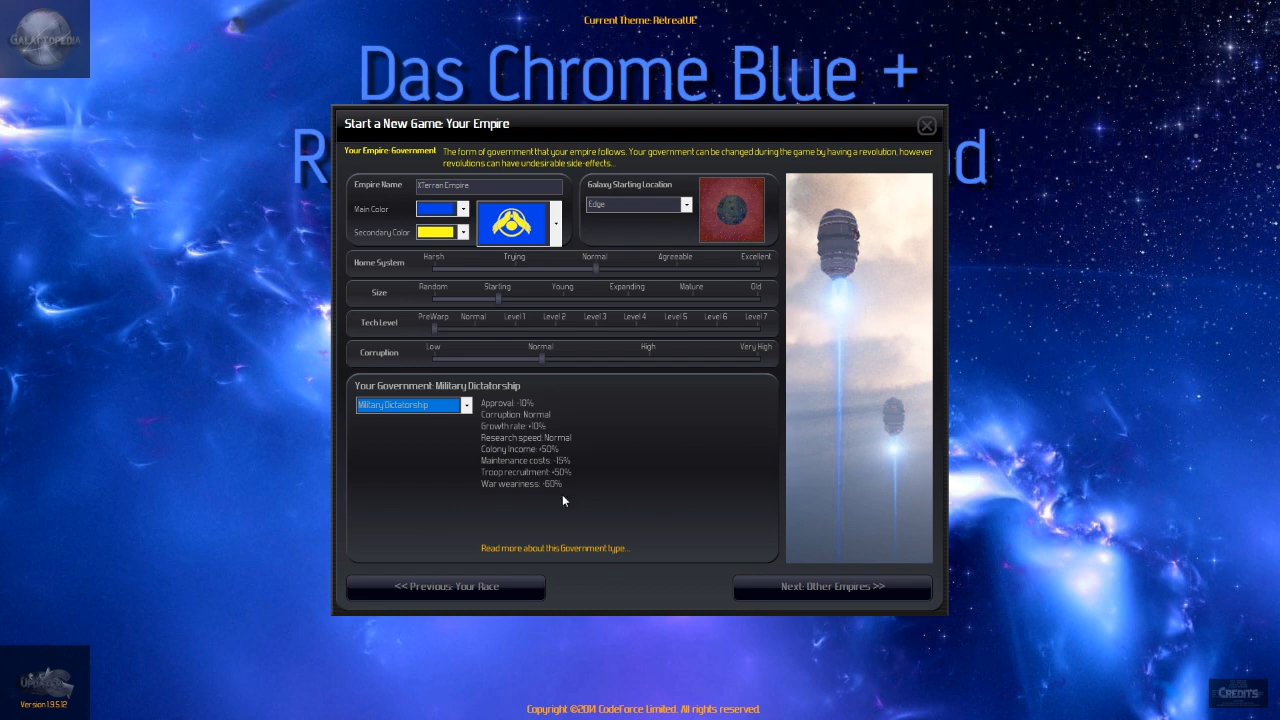 Current Theme: RetreatUE
GALACTOPEDIA
Das Chrome Blue +
Start a New Game: Your Empire
Your Empire: Government The form of government that your empire follows. Your government can be changed during the game by having a revolution, however
revolutions can have undesirable side-effects...
Empire Name XTerran Empire
Main Color
Secondary Color
Galaxy Starting Location
Edge
Home System Harsh Trying Normal Agreeable Excellent
Size Random Starting Young Expanding Mature Old
Tech Level PreWarp Normal Level 1 Level 2 Level 3 Level 4 Level 5 Level 6 Level 7
Corruption Low Normal High Very High
Your Government: Military Dictatorship
Military Dictatorship
Approval: -10%
Corruption: Normal
Growth rate: +10%
Research speed: Normal
Colony Income: +50%
Maintenance costs: -15%
Troop recruitment: +50%
War weariness: -60%
Read more about this Government type...
<< Previous: Your Race
Next: Other Empires >>
Version 1.9.5.12
CREDITS
Copyright ©2014 CodeForce Limited. All rights reserved.